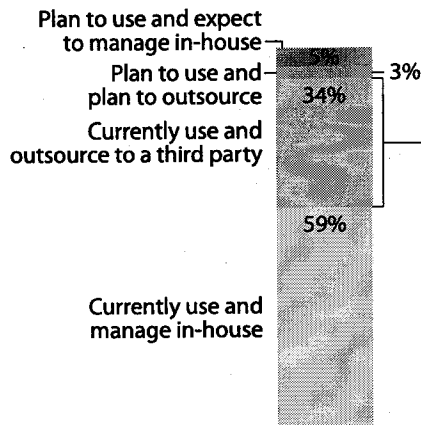 Plan to use and expect
to manage in-house
5%
Plan to use and
plan to outsource
3%
34%
Currently use and
outsource to a third party
59%
Currently use and
manage in-house